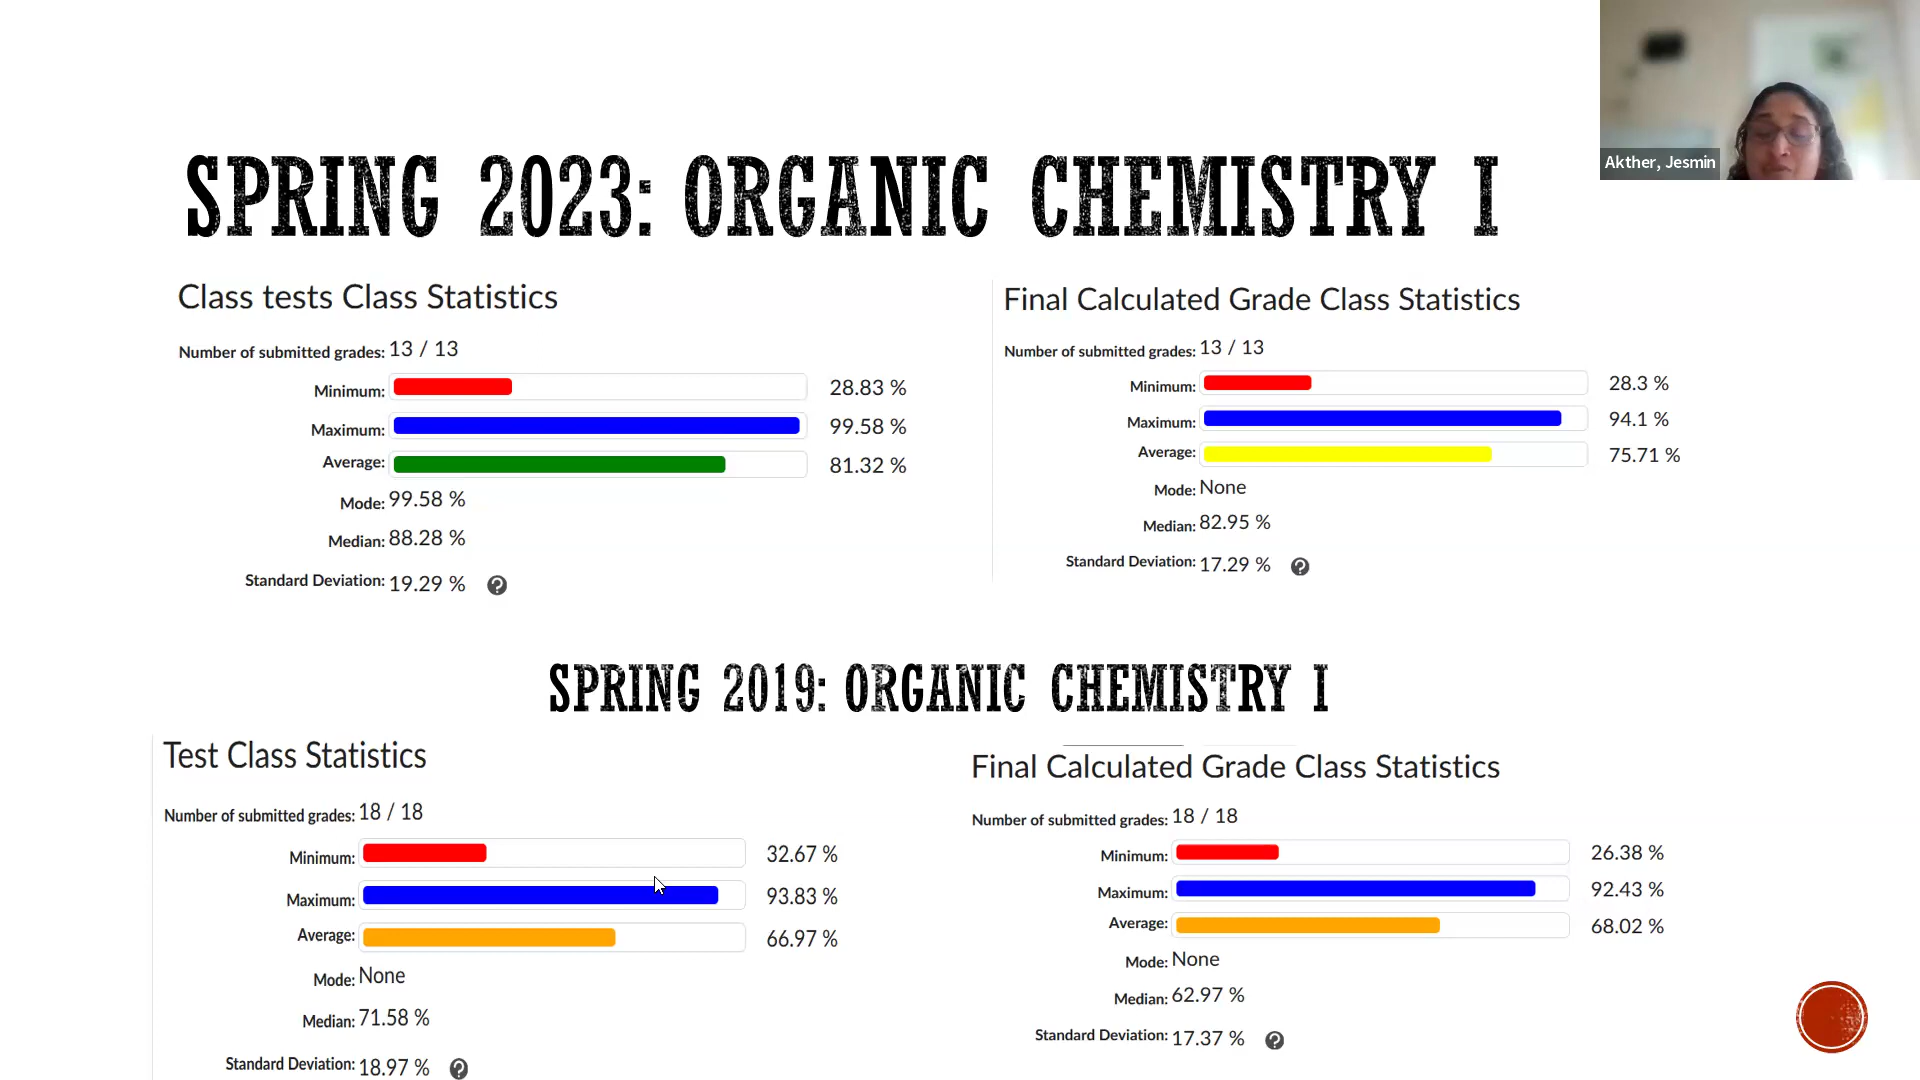 Akther, Jesmin
SPRING 2023: ORGANIC CHEMISTRY I
Class tests Class Statistics
Number of submitted grades: 13 / 13
Minimum: 28.83 %
Maximum: 99.58 %
Average: 81.32 %
Mode: 99.58 %
Median: 88.28 %
Standard Deviation: 19.29 % ?
Final Calculated Grade Class Statistics
Number of submitted grades: 13 / 13
Minimum: 28.3 %
Maximum: 94.1 %
Average: 75.71 %
Mode: None
Median: 82.95 %
Standard Deviation: 17.29 % ?
SPRING 2019: ORGANIC CHEMISTRY I
Test Class Statistics
Number of submitted grades: 18 / 18
Minimum: 32.67 %
Maximum: 93.83 %
Average: 66.97 %
Mode: None
Median: 71.58 %
Standard Deviation: 18.97 % ?
Final Calculated Grade Class Statistics
Number of submitted grades: 18 / 18
Minimum: 26.38 %
Maximum: 92.43 %
Average: 68.02 %
Mode: None
Median: 62.97 %
Standard Deviation: 17.37 % ?